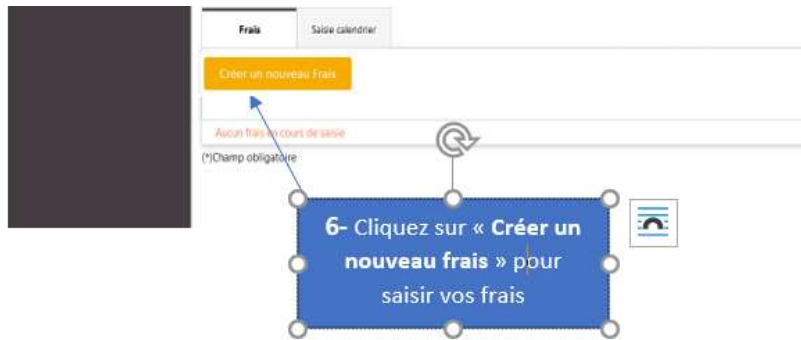 Frais
Saisie calendrier
Créer un nouveau Frais
Aucun frais en cours de saisie
(*)Champ obligatoire
6- Cliquez sur « Créer un
nouveau frais » pour
saisir vos frais